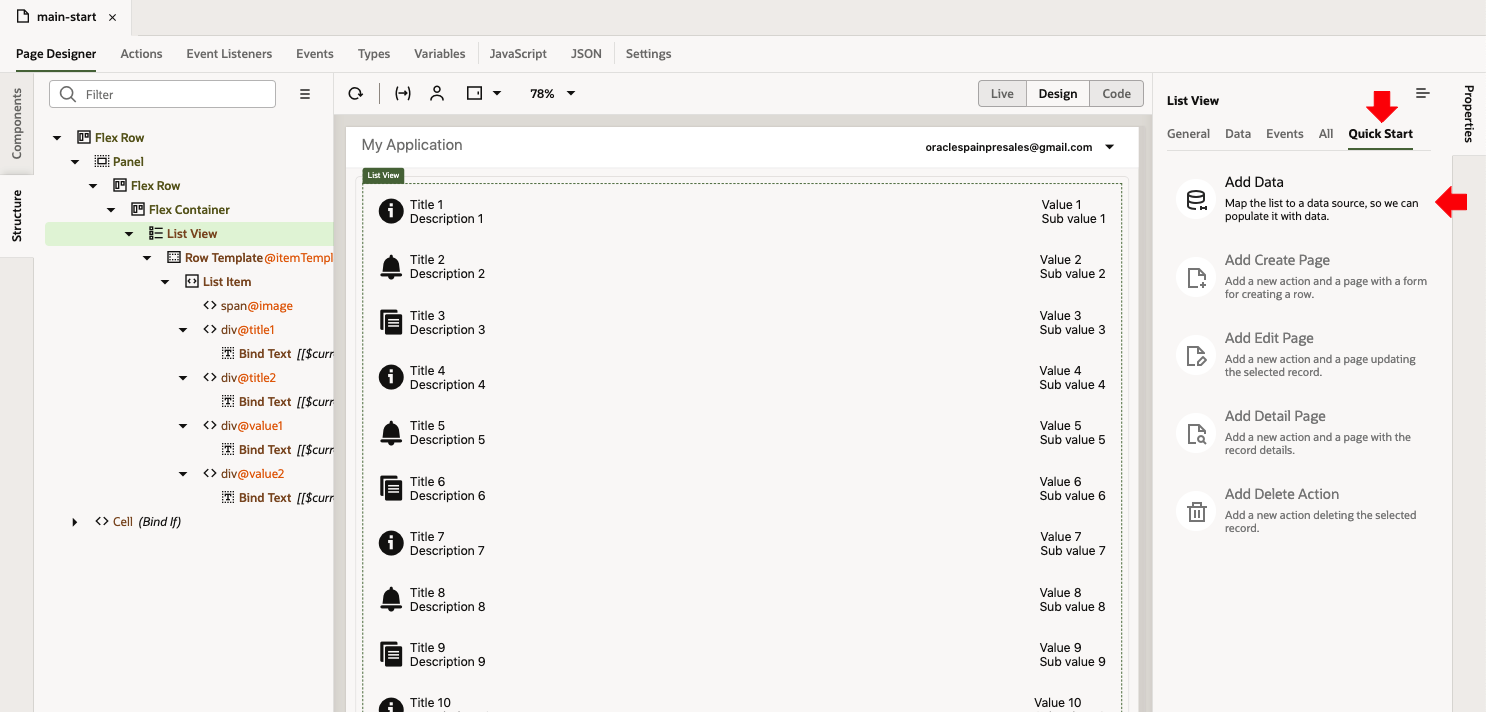 main-start ×
Page Designer Actions Event Listeners Events Types Variables JavaScript JSON Settings
Components
Structure
Filter
Flex Row
Panel
Flex Row
Flex Container
List View
Row Template@itemTempl
List Item
span@image
div@title1
Bind Text [[$curr
div@title2
Bind Text [[$curr
div@value1
Bind Text [[$curr
div@value2
Bind Text [[$curr
Cell (Bind If)
78%
Live Design Code
My Application
oraclespainpresales@gmail.com
List View
Title 1 Value 1
Description 1 Sub value 1
Title 2 Value 2
Description 2 Sub value 2
Title 3 Value 3
Description 3 Sub value 3
Title 4 Value 4
Description 4 Sub value 4
Title 5 Value 5
Description 5 Sub value 5
Title 6 Value 6
Description 6 Sub value 6
Title 7 Value 7
Description 7 Sub value 7
Title 8 Value 8
Description 8 Sub value 8
Title 9 Value 9
Description 9 Sub value 9
Title 10 Value 10
List View
General Data Events All Quick Start
Add Data
Map the list to a data source, so we can
populate it with data.
Add Create Page
Add a new action and a page with a form
for creating a row.
Add Edit Page
Add a new action and a page updating
the selected record.
Add Detail Page
Add a new action and a page with the
record details.
Add Delete Action
Add a new action deleting the selected
record.
Properties